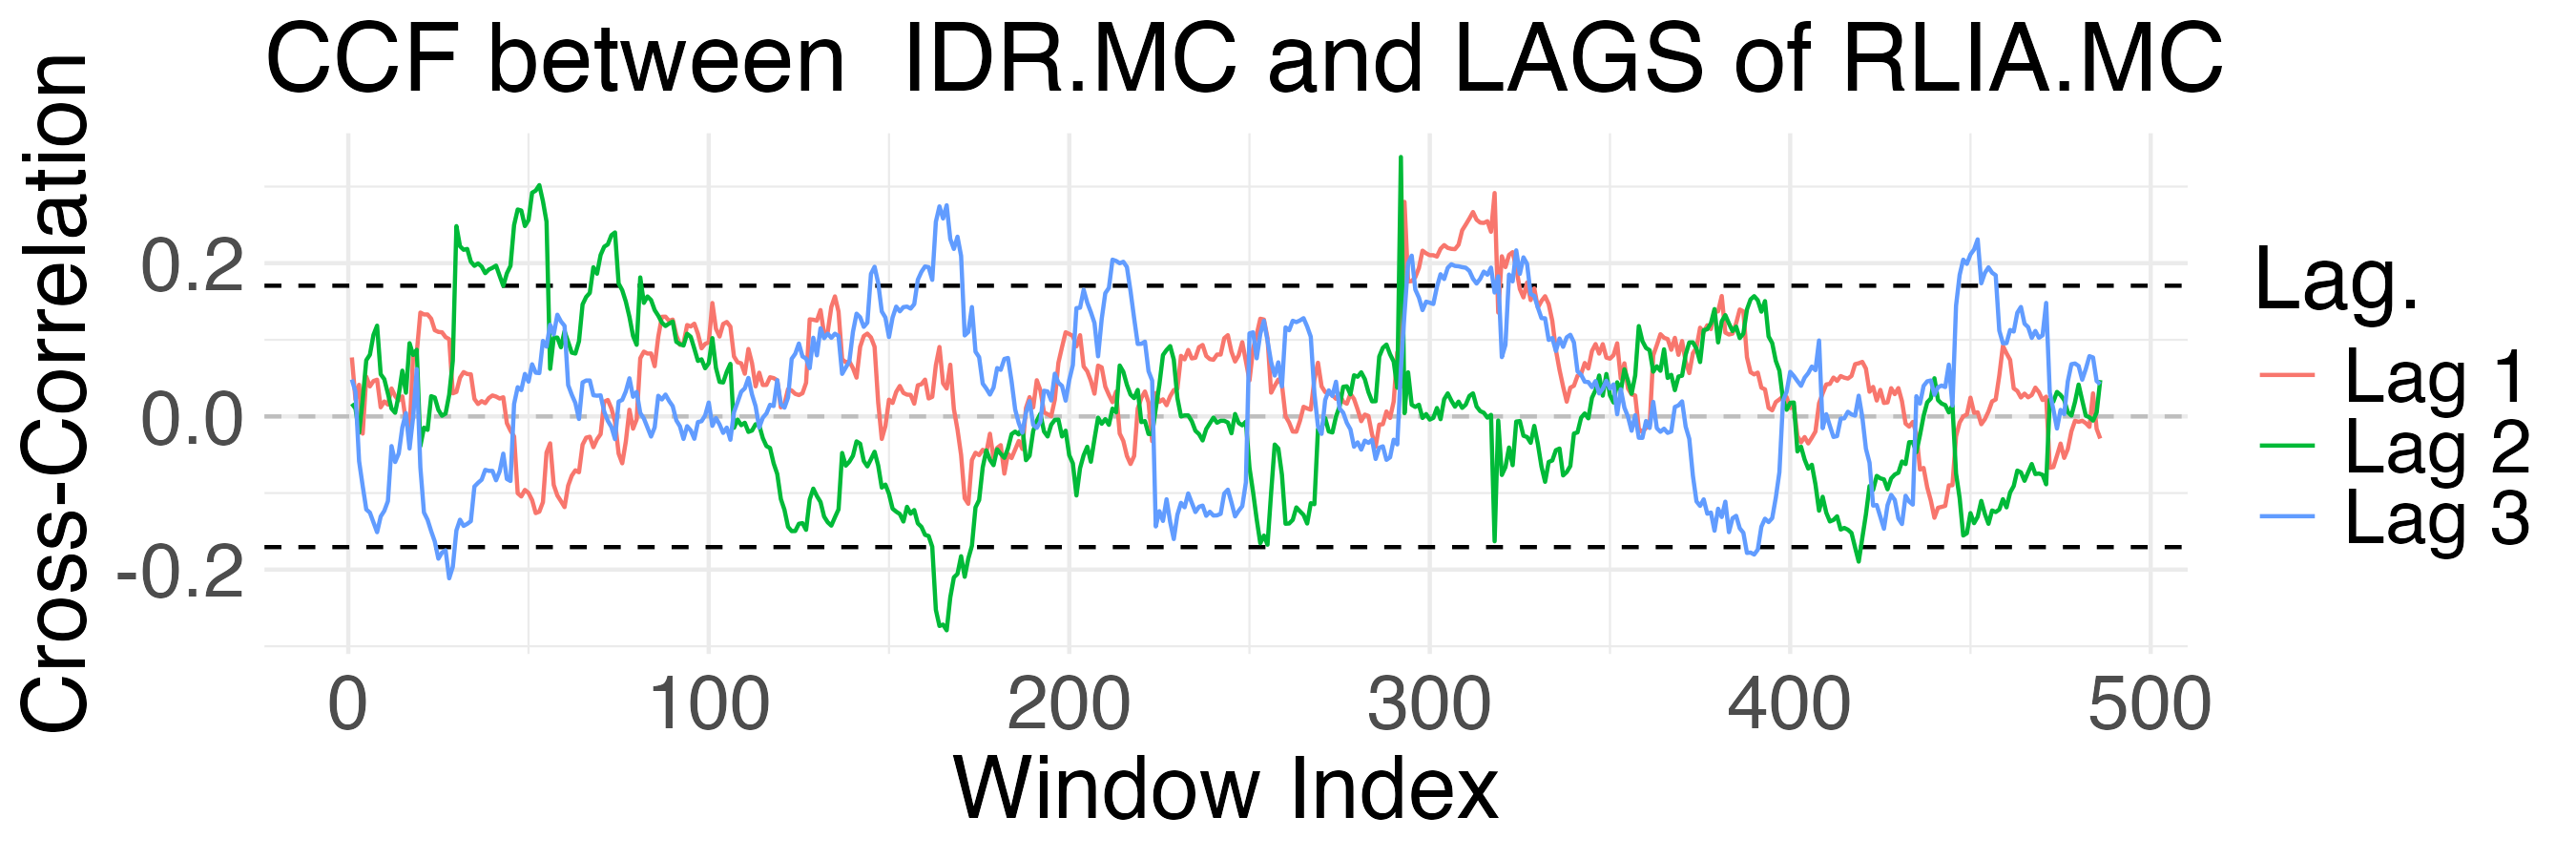 CCF between  IDR.MC and LAGS of RLIA.MC
Cross-Correlation
0.2
0.0
-0.2
0 100 200 300 400 500
Window Index
Lag.
Lag 1
Lag 2
Lag 3